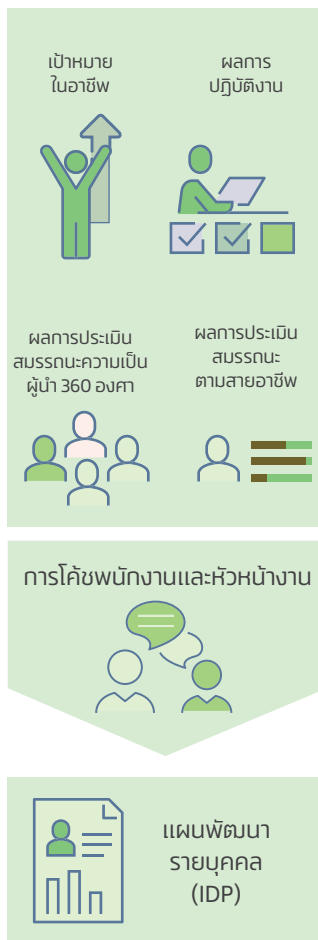 เป้าหมาย
ในอาชีพ
ผลการ
ปฏิบัติงาน
ผลการประเมิน
สมรรถนะความเป็น
ผู้นำ 360 องศา
ผลการประเมิน
สมรรถนะ
ตามสายอาชีพ
การโค้ชพนักงานและหัวหน้างาน
แผนพัฒนา
รายบุคคล
(IDP)